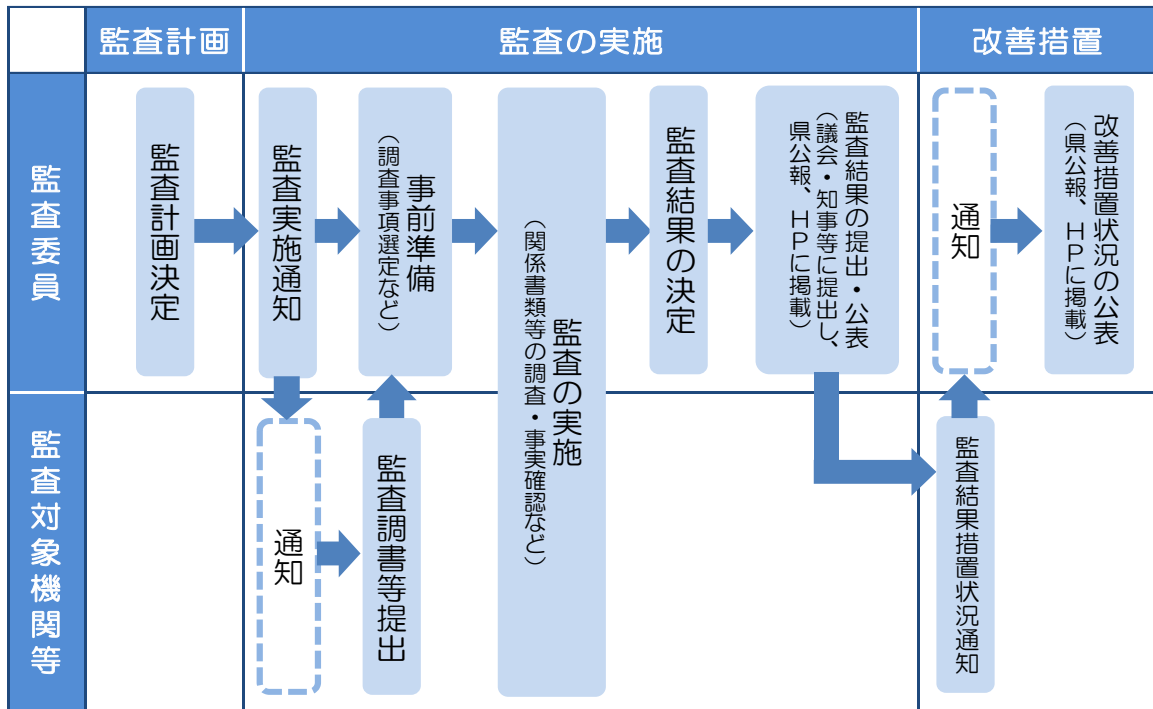 監査計画
監査の実施
改善措置
監査委員
監査計画決定
監査実施通知
事前準備
（調査事項選定など）
監査の実施
（関係書類等の調査・事実確認など）
監査結果の決定
監査結果の提出・公表
（議会・知事等に提出し、
県公報、ＨＰに掲載）
通知
改善措置状況の公表
（県公報、ＨＰに掲載）
監査対象機関等
通知
監査調書等提出
監査結果措置状況通知